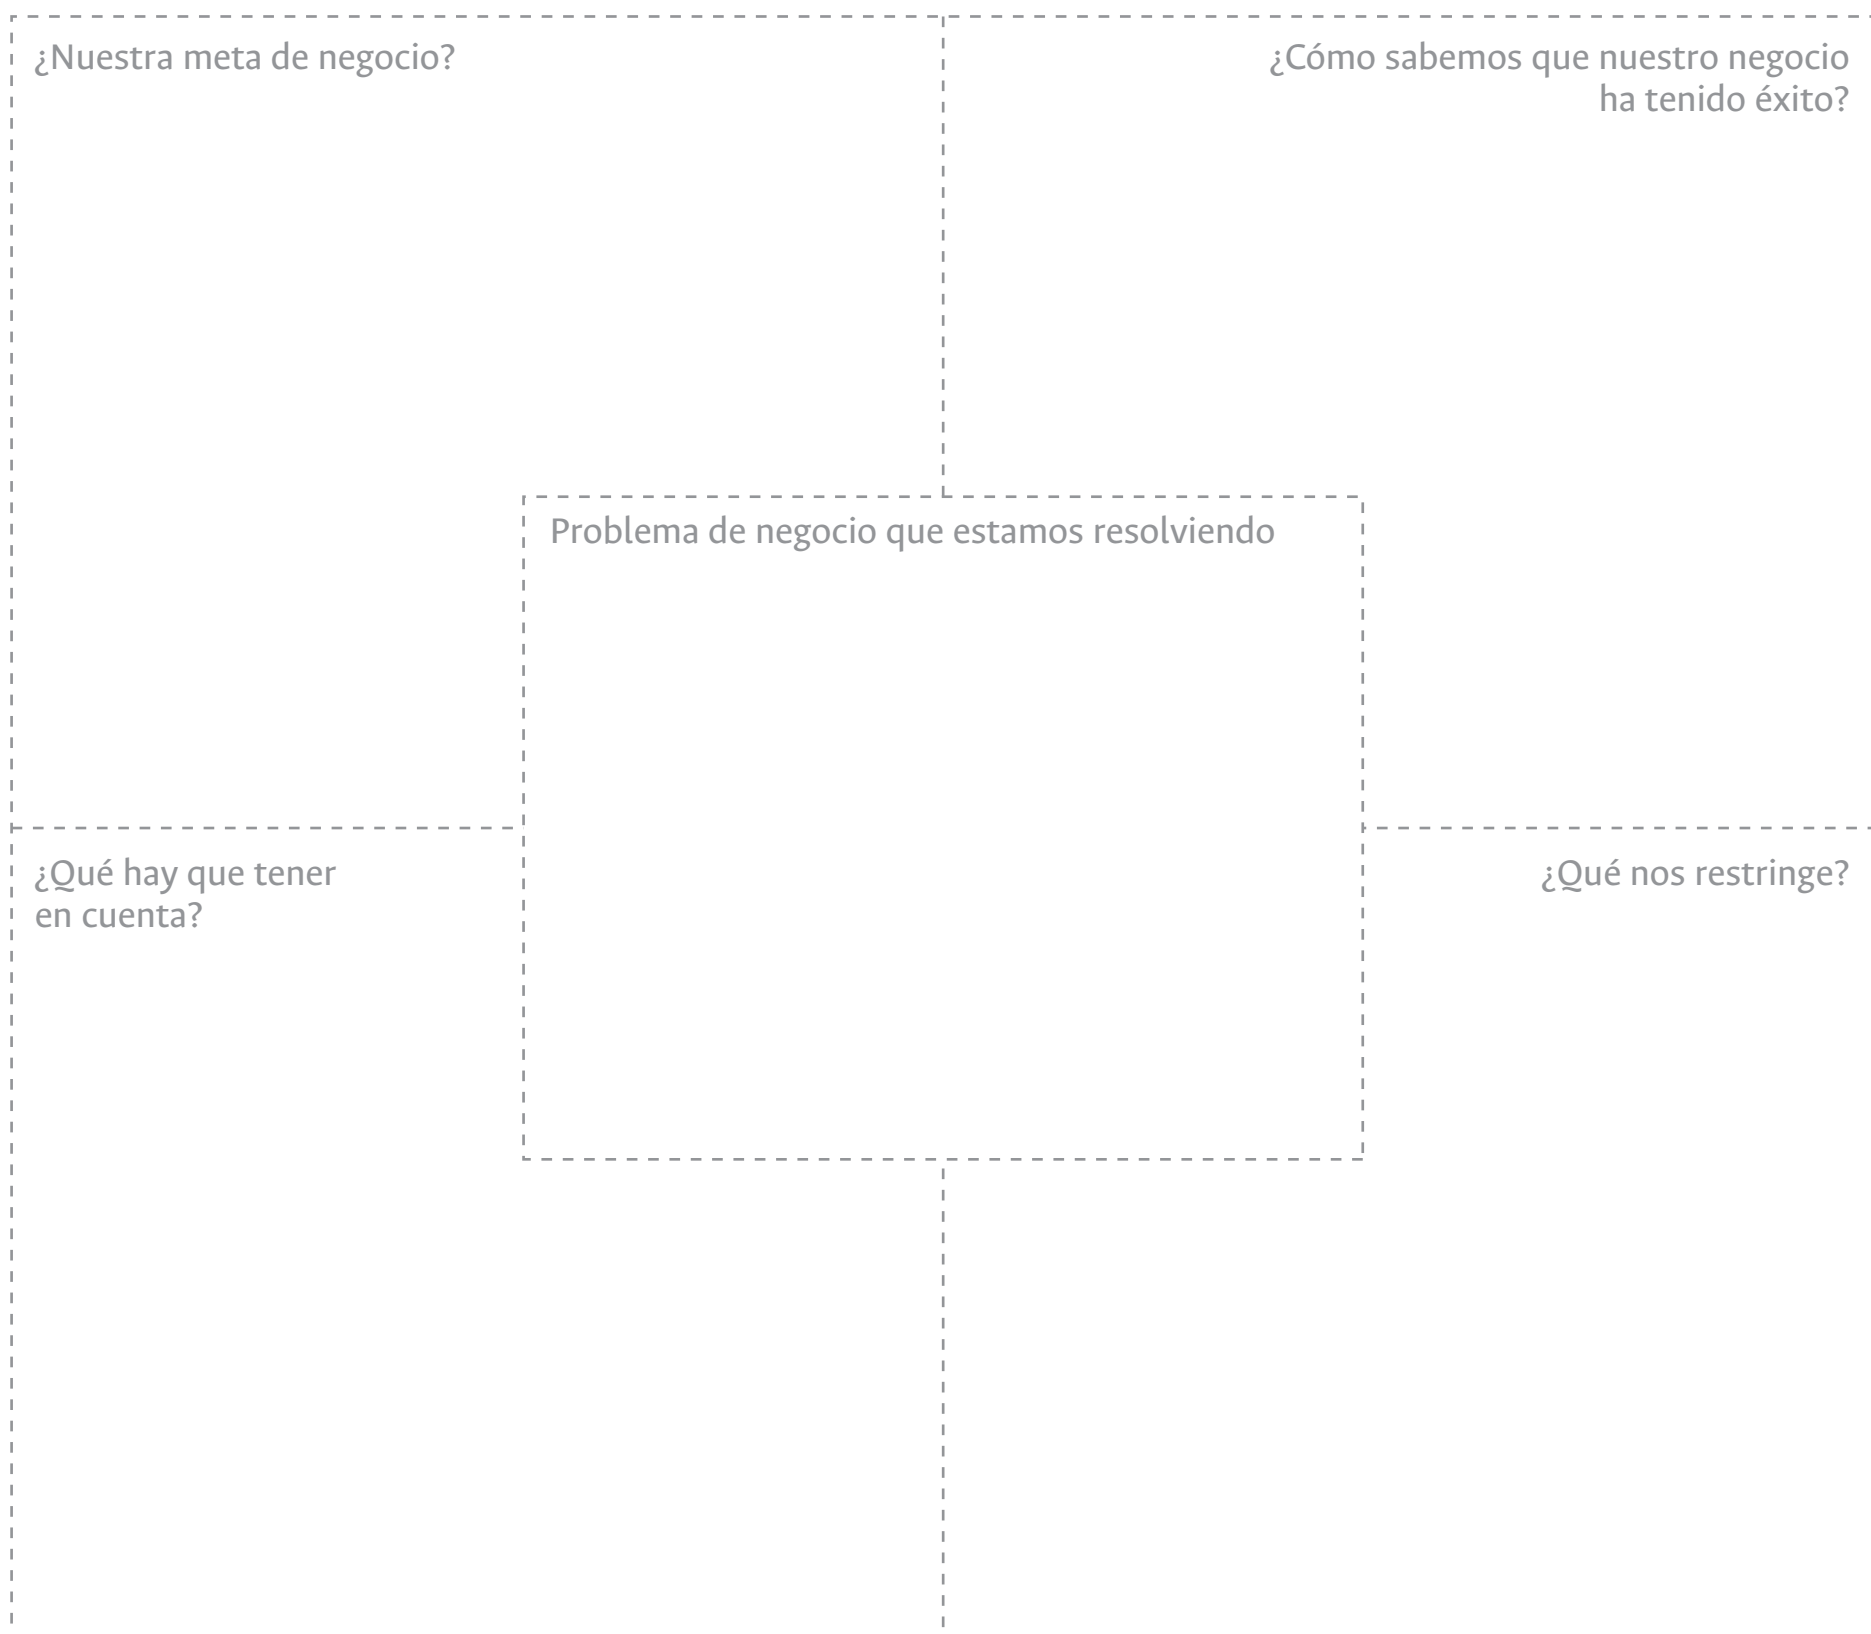 ¿Nuestra meta de negocio?
¿Cómo sabemos que nuestro negocio
ha tenido éxito?
Problema de negocio que estamos resolviendo
¿Qué hay que tener
en cuenta?
¿Qué nos restringe?